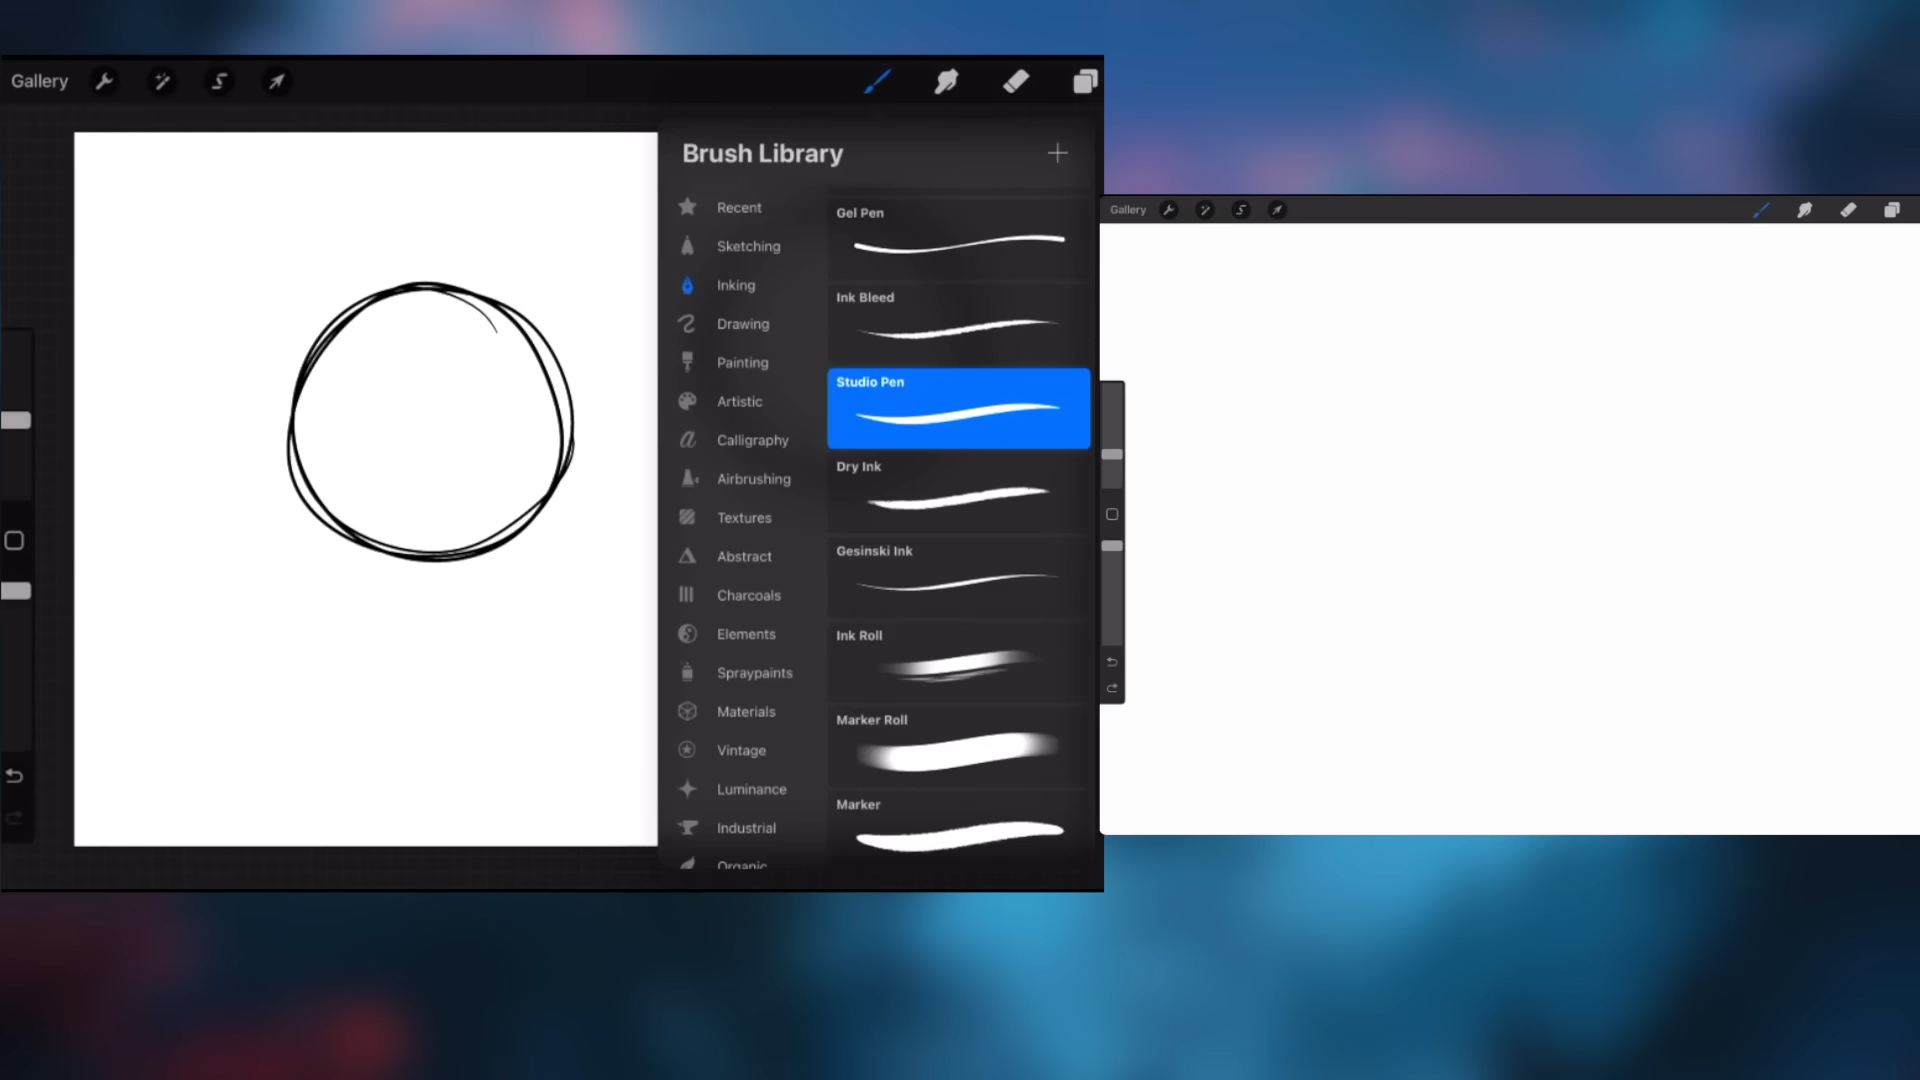 Gallery
Brush Library
Recent
Sketching
Inking
Drawing
Painting
Artistic
Calligraphy
Airbrushing
Textures
Abstract
Charcoals
Elements
Spraypaints
Materials
Vintage
Luminance
Industrial
Organic
Gel Pen
Ink Bleed
Studio Pen
Dry Ink
Gesinski Ink
Ink Roll
Marker Roll
Marker
Gallery